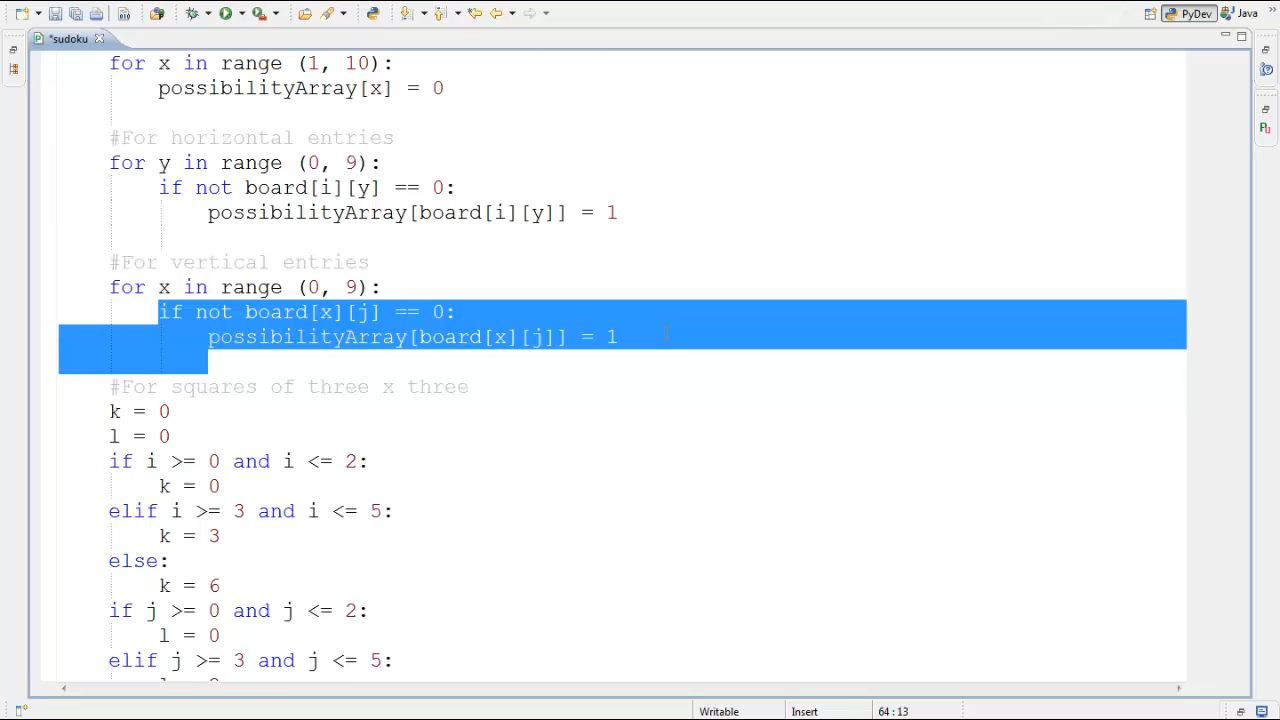 PyDev
Java
*sudoku
for x in range (1, 10):
possibilityArray[x] = 0
#For horizontal entries
for y in range (0, 9):
if not board[i][y] == 0:
possibilityArray[board[i][y]] = 1
#For vertical entries
for x in range (0, 9):
if not board[x][j] == 0:
possibilityArray[board[x][j]] = 1
#For squares of three x three
k = 0
l = 0
if i >= 0 and i <= 2:
k = 0
elif i >= 3 and i <= 5:
k = 3
else:
k = 6
if j >= 0 and j <= 2:
l = 0
elif j >= 3 and j <= 5:
Writable
Insert
64:13